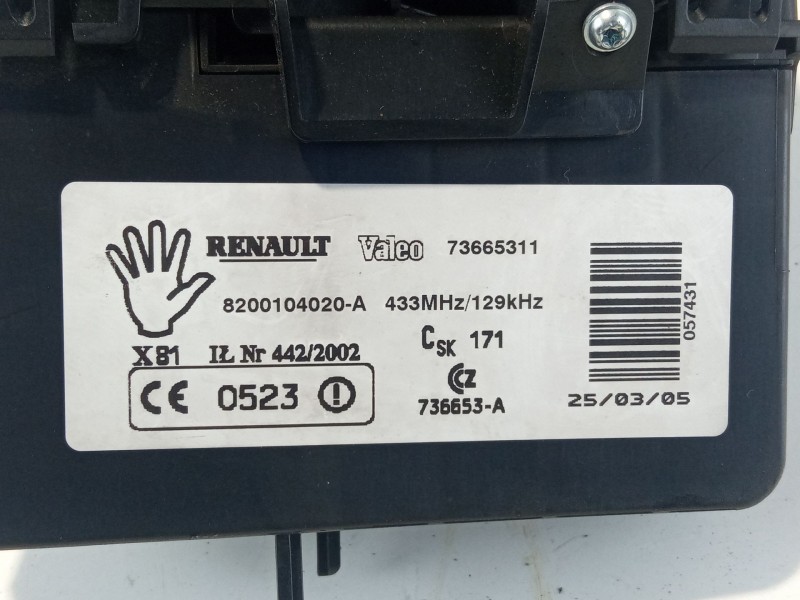 RENAULT Valeo 73665311
8200104020-A 433MHz/129kHz
X81 IŁ Nr 442/2002 CSK 171
CE 0523
CCZ
736653-A
057431
25/03/05